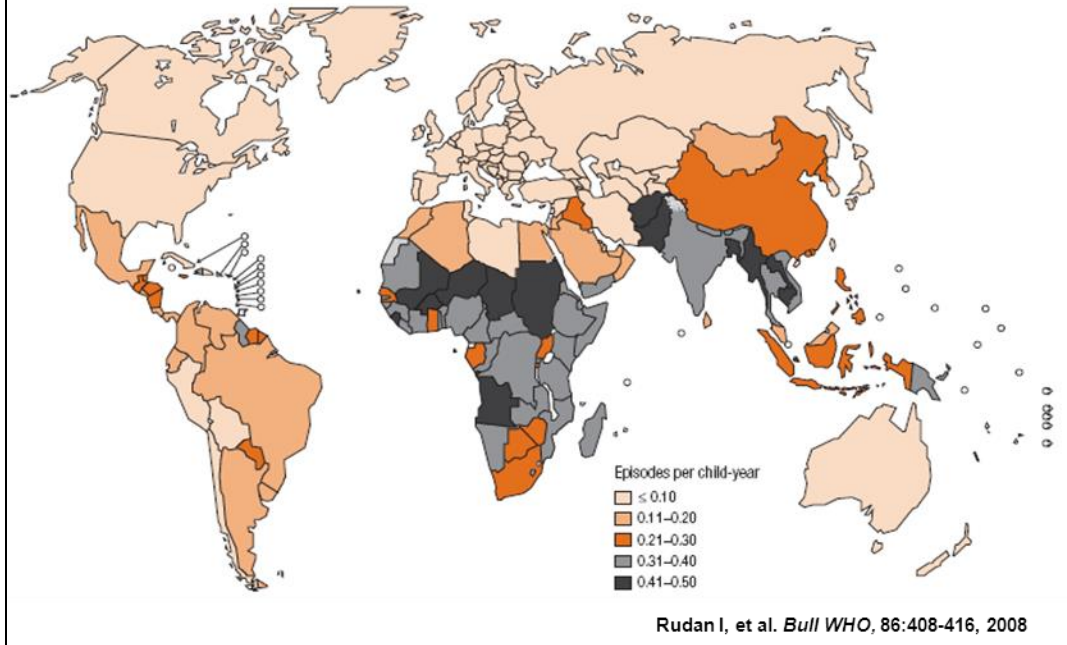 Episodes per child-year
≤ 0.10
0.11–0.20
0.21–0.30
0.31–0.40
0.41–0.50
Rudan I, et al. Bull WHO, 86:408-416, 2008